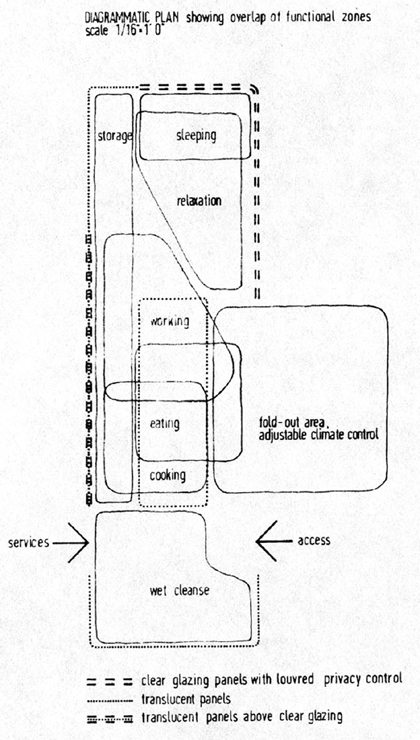 DIAGRAMMATIC PLAN showing overlap of functional zones
scale 1/16"=1' 0"
storage
sleeping
relaxation
working
eating
fold-out area,
adjustable climate control
cooking
services
access
wet cleanse
clear glazing panels with louvred privacy control
translucent panels
translucent panels above clear glazing